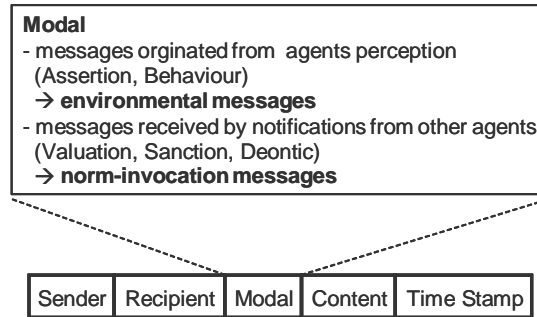 Modal
- messages orginated from agents perception
(Assertion, Behaviour)
→ environmental messages
- messages received by notifications from other agents
(Valuation, Sanction, Deontic)
→ norm-invocation messages
Sender Recipient Modal Content Time Stamp